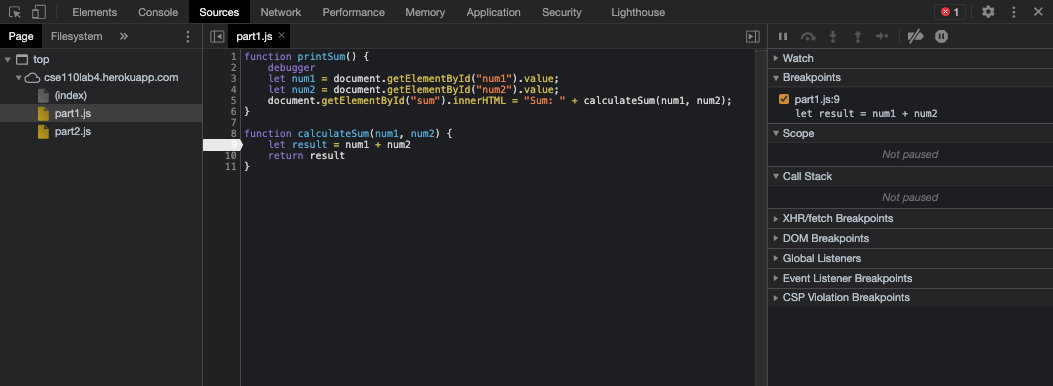 Elements Console Sources Network Performance Memory Application Security Lighthouse 1
Page Filesystem
part1.js
top
cse110lab4.herokuapp.com
(index)
part1.js
part2.js
1 function printSum() {
2 debugger
3 let num1 = document.getElementById("num1").value;
4 let num2 = document.getElementById("num2").value;
5 document.getElementById("sum").innerHTML = "Sum: " + calculateSum(num1, num2);
6 }
7
8 function calculateSum(num1, num2) {
9 let result = num1 + num2
10 return result
11 }
Watch
Breakpoints
part1.js:9
let result = num1 + num2
Scope
Not paused
Call Stack
Not paused
XHR/fetch Breakpoints
DOM Breakpoints
Global Listeners
Event Listener Breakpoints
CSP Violation Breakpoints